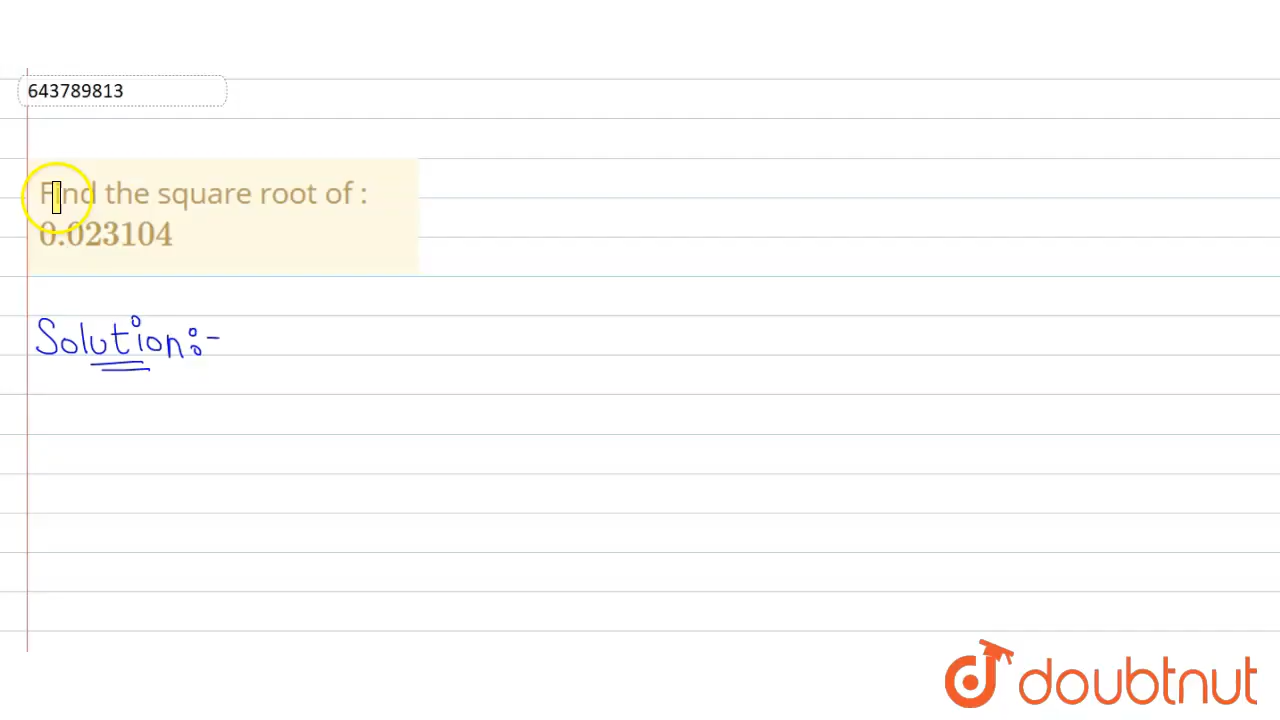 643789813
Find the square root of :
0.023104
Solution:-
doubtnut